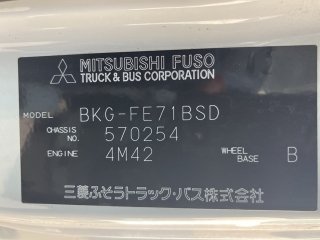 MITSUBISHI FUSO
TRUCK & BUS CORPORATION
MODEL BKG-FE71BSD
CHASSIS NO. 570254
ENGINE 4M42 WHEEL BASE B
三菱ふそうトラック・バス株式会社